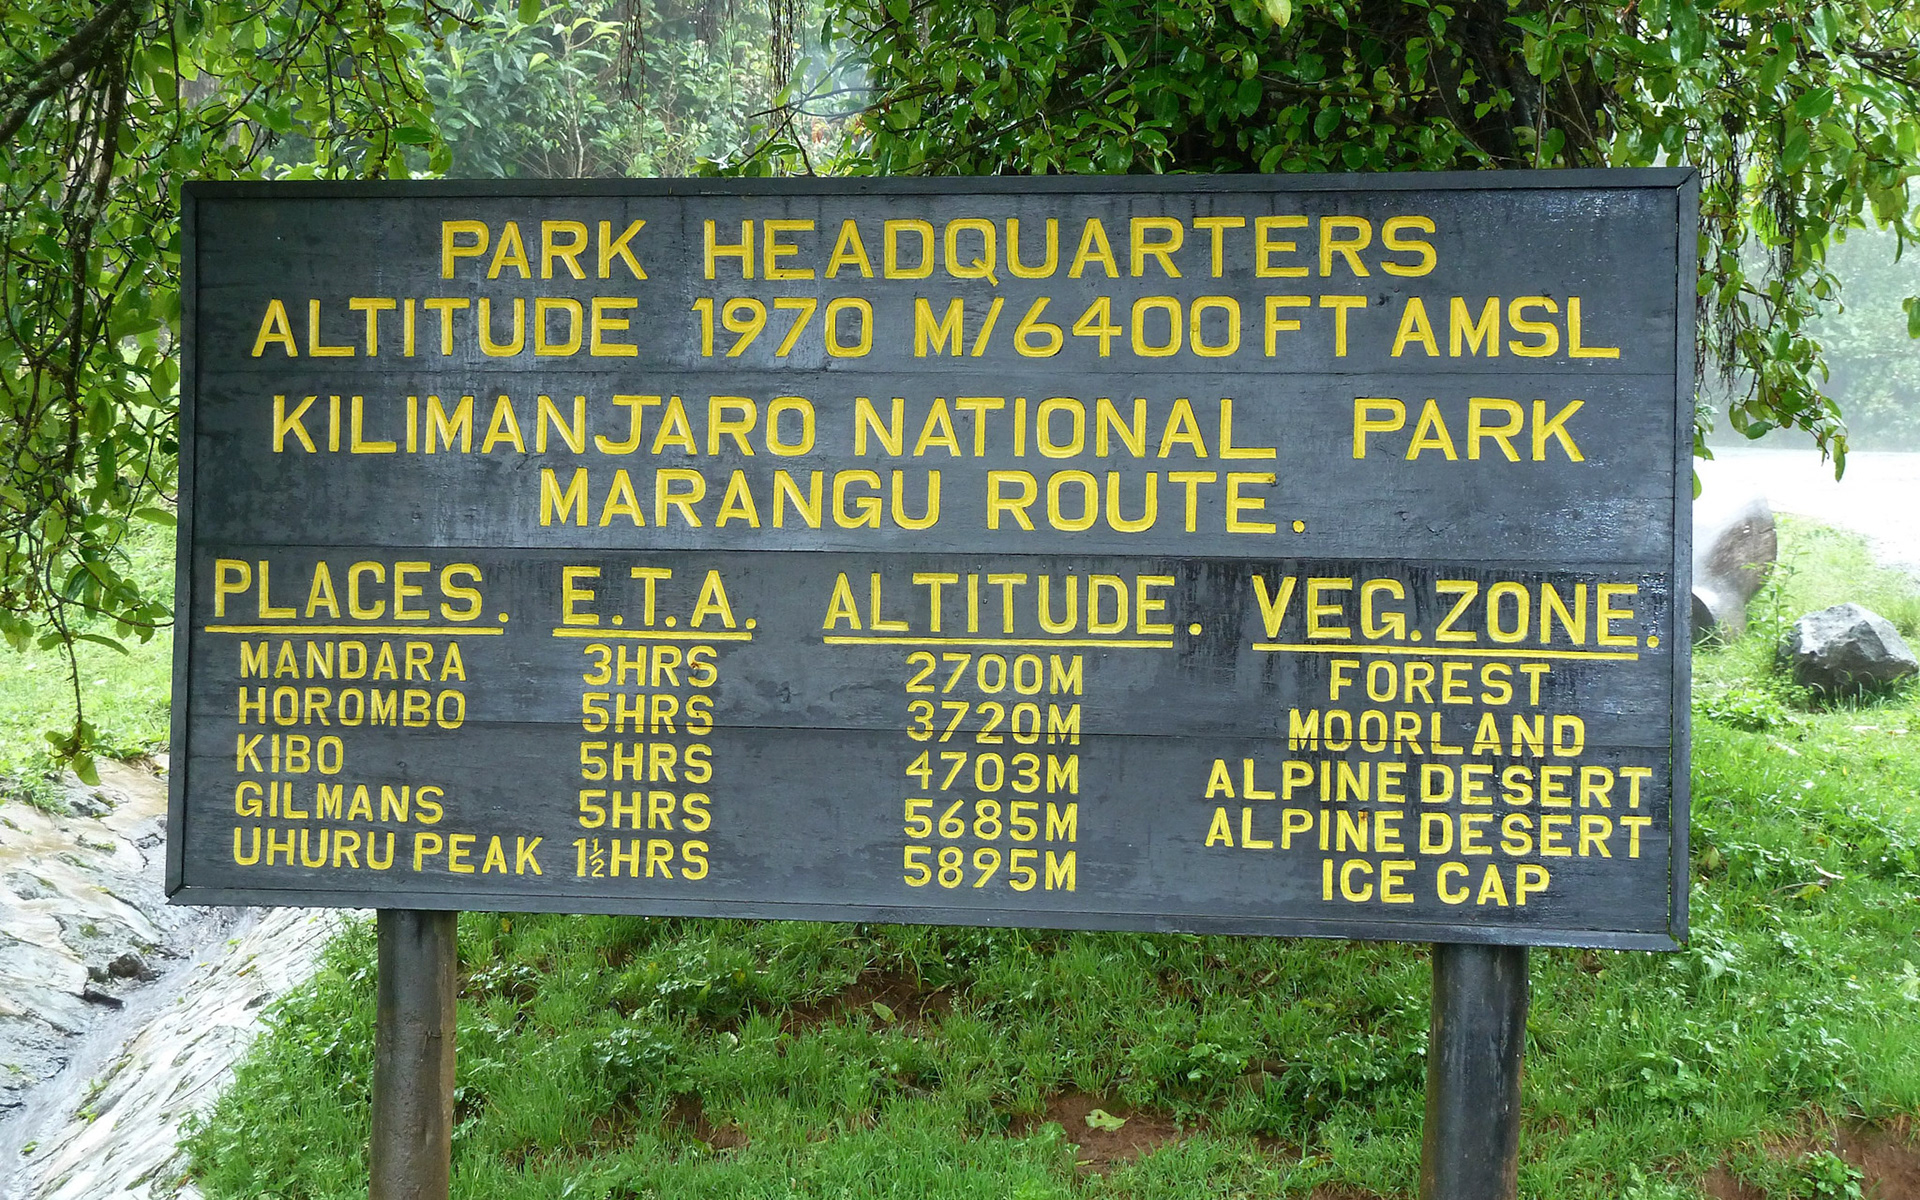 PARK HEADQUARTERS
ALTITUDE 1970 M/6400 FT AMSL
KILIMANJARO NATIONAL PARK
MARANGU ROUTE.
PLACES. E.T.A. ALTITUDE. VEG.ZONE.
MANDARA 3HRS 2700M FOREST
HOROMBO 5HRS 3720M MOORLAND
KIBO 5HRS 4703M ALPINE DESERT
GILMANS 5HRS 5685M ALPINE DESERT
UHURU PEAK 1½HRS 5895M ICE CAP